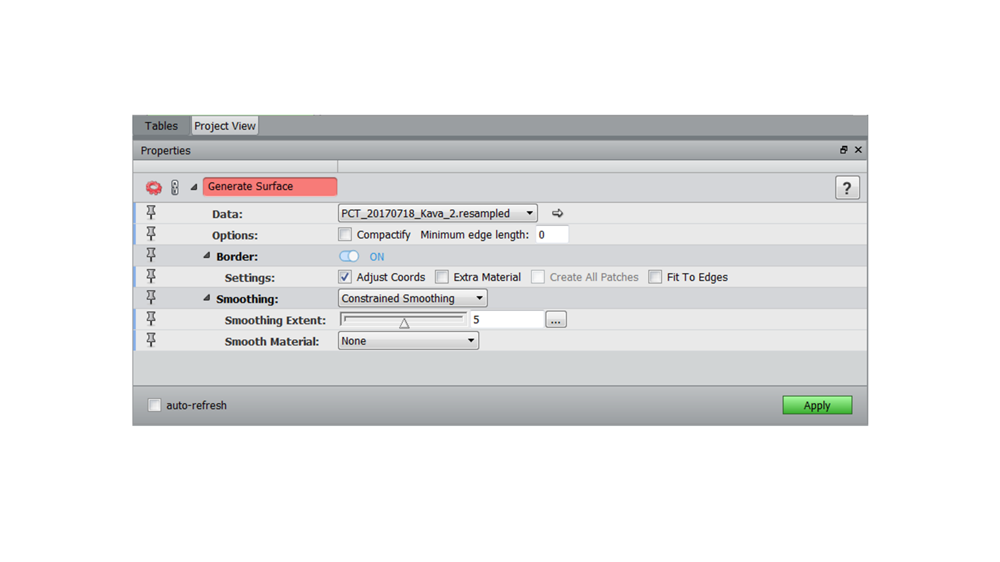 Tables Project View
Properties
Generate Surface ?
Data: PCT_20170718_Kava_2.resampled
Options: Compactify Minimum edge length: 0
Border: ON
Settings: Adjust Coords Extra Material Create All Patches Fit To Edges
Smoothing: Constrained Smoothing
Smoothing Extent: 5 ...
Smooth Material: None
auto-refresh Apply